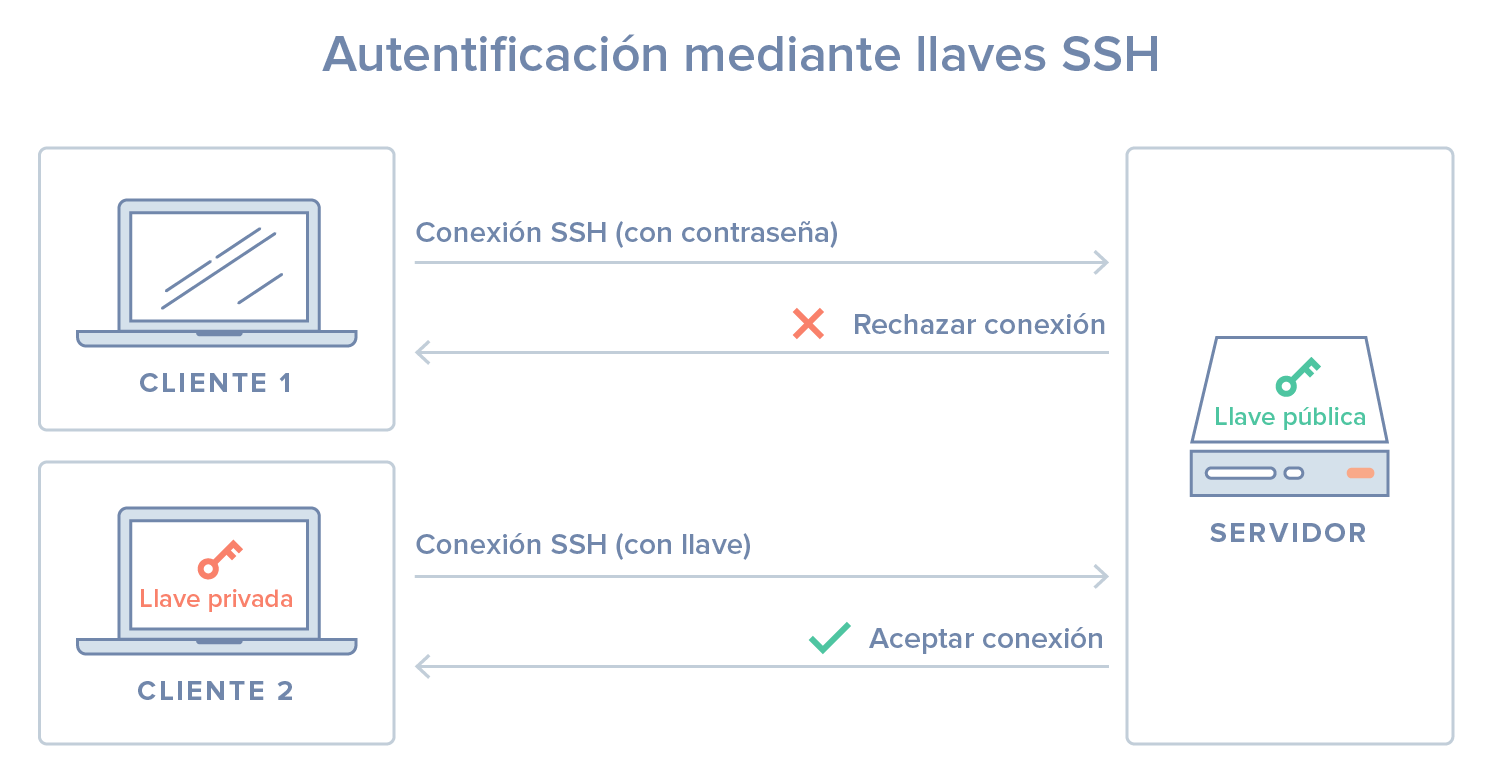 Autentificación mediante llaves SSH
Conexión SSH (con contraseña)
Rechazar conexión
CLIENTE 1
Llave pública
SERVIDOR
Conexión SSH (con llave)
Llave privada
Aceptar conexión
CLIENTE 2